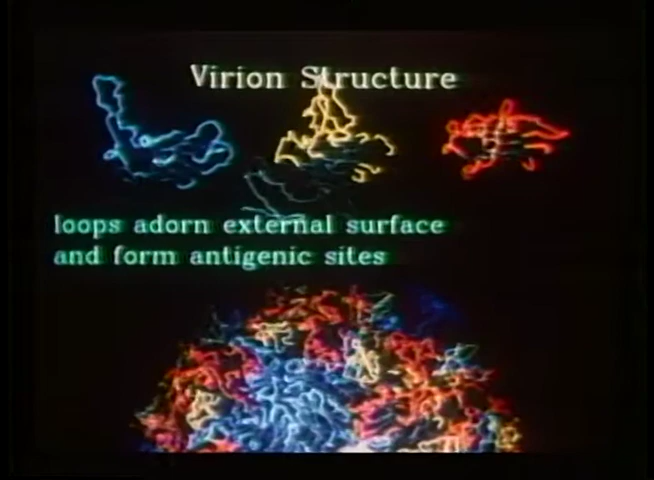 Virion Structure
loops adorn external surface
and form antigenic sites